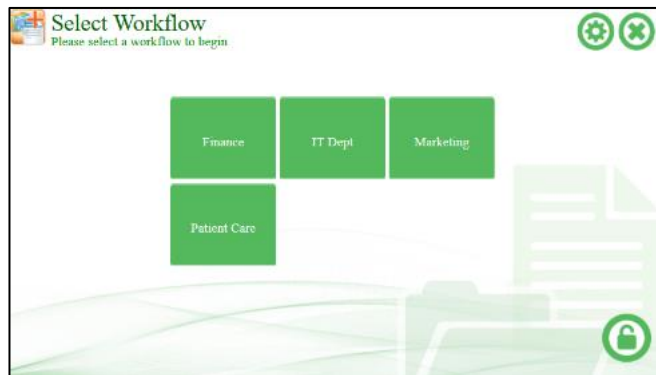 Select Workflow
Please select a workflow to begin
Finance
IT Dept
Marketing
Patient Care